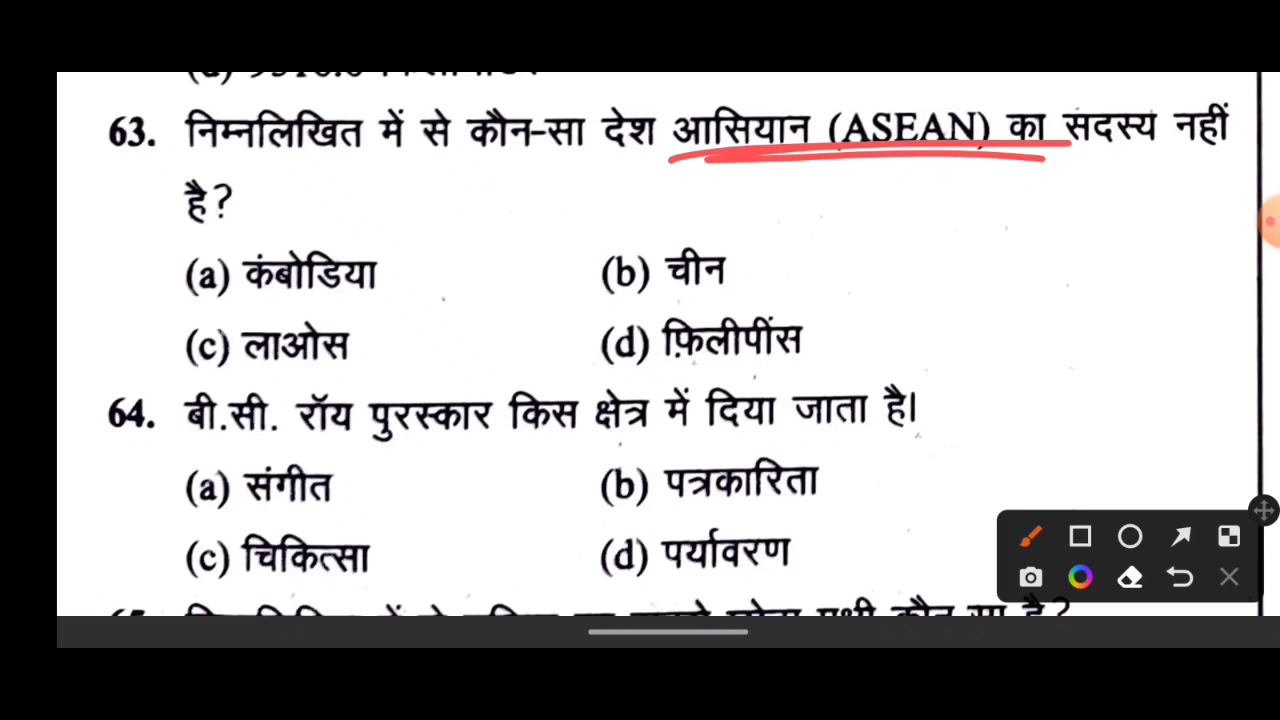 63. निम्नलिखित में से कौन-सा देश आसियान (ASEAN) का सदस्य नहीं
है?
(a) कंबोडिया (b) चीन
(c) लाओस (d) फ़िलीपींस
64. बी.सी. रॉय पुरस्कार किस क्षेत्र में दिया जाता है।
(a) संगीत (b) पत्रकारिता
(c) चिकित्सा (d) पर्यावरण